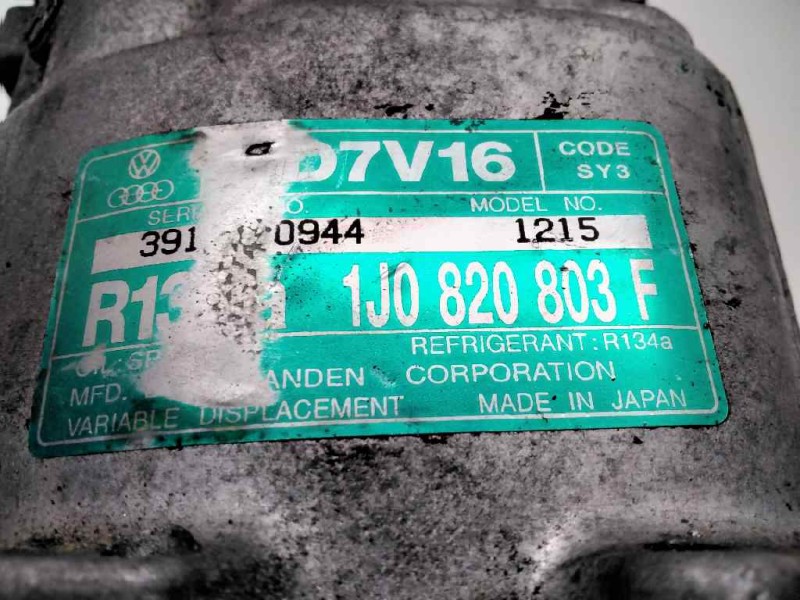 D7V16 CODE
SY3
NO. MODEL NO.
0944 1215
1J0 820 803 F
REFRIGERANT: R134a
MFD. CORPORATION
VARIABLE DISPLACEMENT MADE IN JAPAN